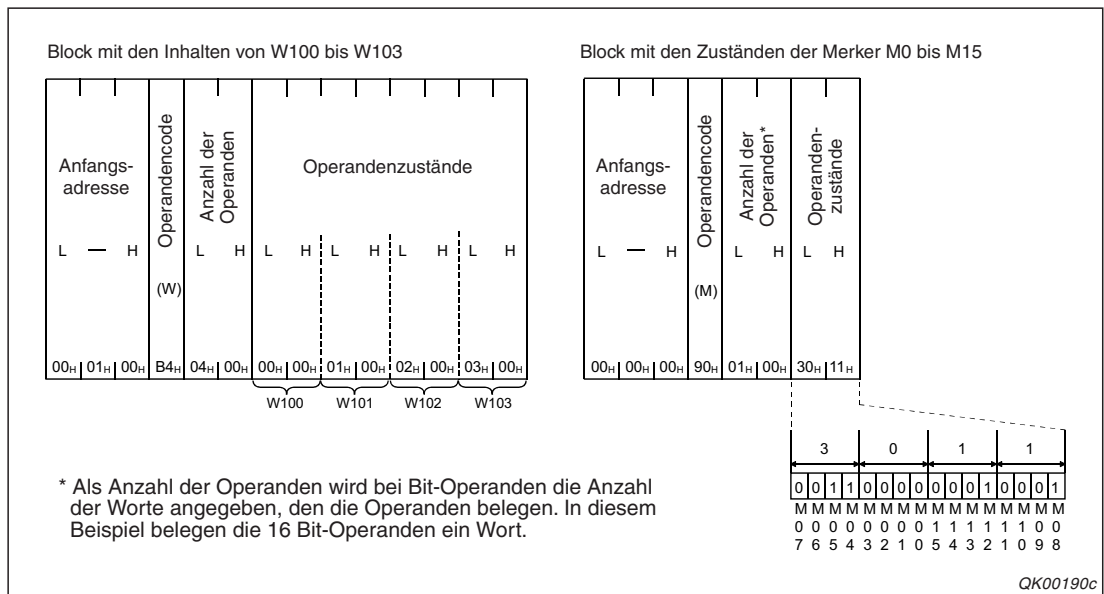 Block mit den Inhalten von W100 bis W103
Anfangs-
adresse
Operandencode
Anzahl der
Operanden
Operandenzustände
L — H
(W)
L H
L H L H L H L H
00H 01H 00H B4H 04H 00H 00H 00H 01H 00H 02H 00H 03H 00H
W100 W101 W102 W103
Block mit den Zuständen der Merker M0 bis M15
Anfangs-
adresse
Operandencode
Anzahl der
Operanden*
Operanden-
zustände
L — H
(M)
L H
L H
00H 00H 00H 90H 01H 00H 30H 11H
3 0 1 1
0 0 1 1 0 0 0 0 0 0 0 1 0 0 0 1
M M M M M M M M M M M M M M M M
0 0 0 0 0 0 0 0 1 1 1 1 1 1 0 0
7 6 5 4 3 2 1 0 5 4 3 2 1 0 9 8
* Als Anzahl der Operanden wird bei Bit-Operanden die Anzahl
der Worte angegeben, den die Operanden belegen. In diesem
Beispiel belegen die 16 Bit-Operanden ein Wort.
QK00190c